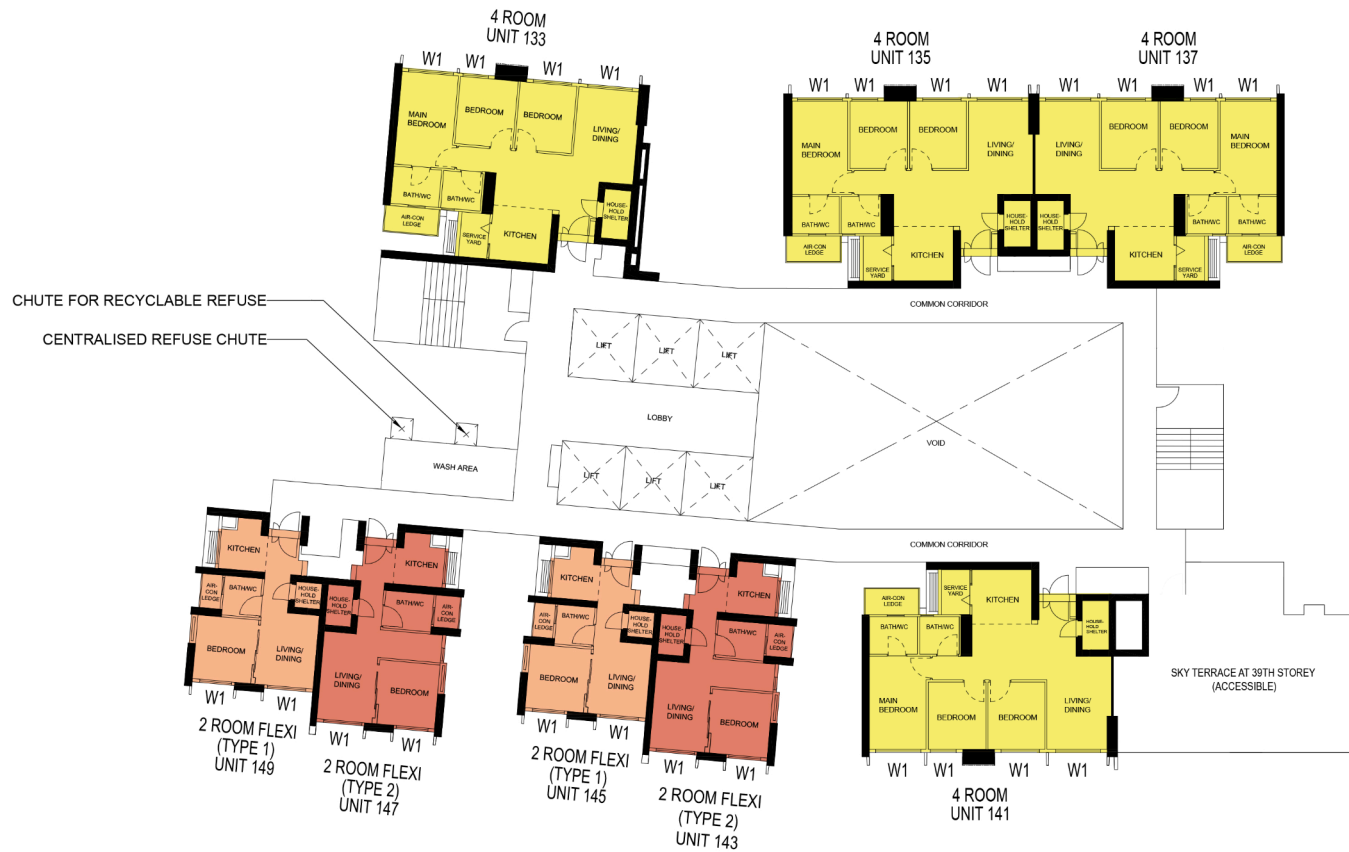 4 ROOM
UNIT 133
W1
W1
W1
W1
MAIN
BEDROOM
BEDROOM
BEDROOM
LIVING/
DINING
BATH/WC
BATH/WC
AIR-CON
LEDGE
SERVICE
YARD
KITCHEN
HOUSE-
HOLD
SHELTER
4 ROOM
UNIT 135
W1
W1
W1
W1
MAIN
BEDROOM
BEDROOM
BEDROOM
LIVING/
DINING
BATH/WC
BATH/WC
AIR-CON
LEDGE
SERVICE
YARD
KITCHEN
HOUSE-
HOLD
SHELTER
4 ROOM
UNIT 137
W1
W1
W1
W1
LIVING/
DINING
BEDROOM
BEDROOM
MAIN
BEDROOM
HOUSE-
HOLD
SHELTER
KITCHEN
SERVICE
YARD
BATH/WC
BATH/WC
AIR-CON
LEDGE
CHUTE FOR RECYCLABLE REFUSE
CENTRALISED REFUSE CHUTE
COMMON CORRIDOR
LIFT
LIFT
LIFT
LOBBY
VOID
WASH AREA
LIFT
LIFT
LIFT
COMMON CORRIDOR
KITCHEN
AIR-
CON
LEDGE
BATH/WC
HOUSE-
HOLD
SHELTER
BEDROOM
LIVING/
DINING
W1
W1
2 ROOM FLEXI
(TYPE 1)
UNIT 149
KITCHEN
HOUSE-
HOLD
SHELTER
BATH/WC
AIR-
CON
LEDGE
LIVING/
DINING
BEDROOM
W1
W1
2 ROOM FLEXI
(TYPE 2)
UNIT 147
KITCHEN
AIR-
CON
LEDGE
BATH/WC
HOUSE-
HOLD
SHELTER
BEDROOM
LIVING/
DINING
W1
W1
2 ROOM FLEXI
(TYPE 1)
UNIT 145
KITCHEN
HOUSE-
HOLD
SHELTER
BATH/WC
AIR-
CON
LEDGE
LIVING/
DINING
BEDROOM
W1
W1
2 ROOM FLEXI
(TYPE 2)
UNIT 143
AIR-CON
LEDGE
SERVICE
YARD
KITCHEN
BATH/WC
BATH/WC
HOUSE-
HOLD
SHELTER
MAIN
BEDROOM
BEDROOM
BEDROOM
LIVING/
DINING
W1
W1
W1
W1
4 ROOM
UNIT 141
SKY TERRACE AT 39TH STOREY
(ACCESSIBLE)